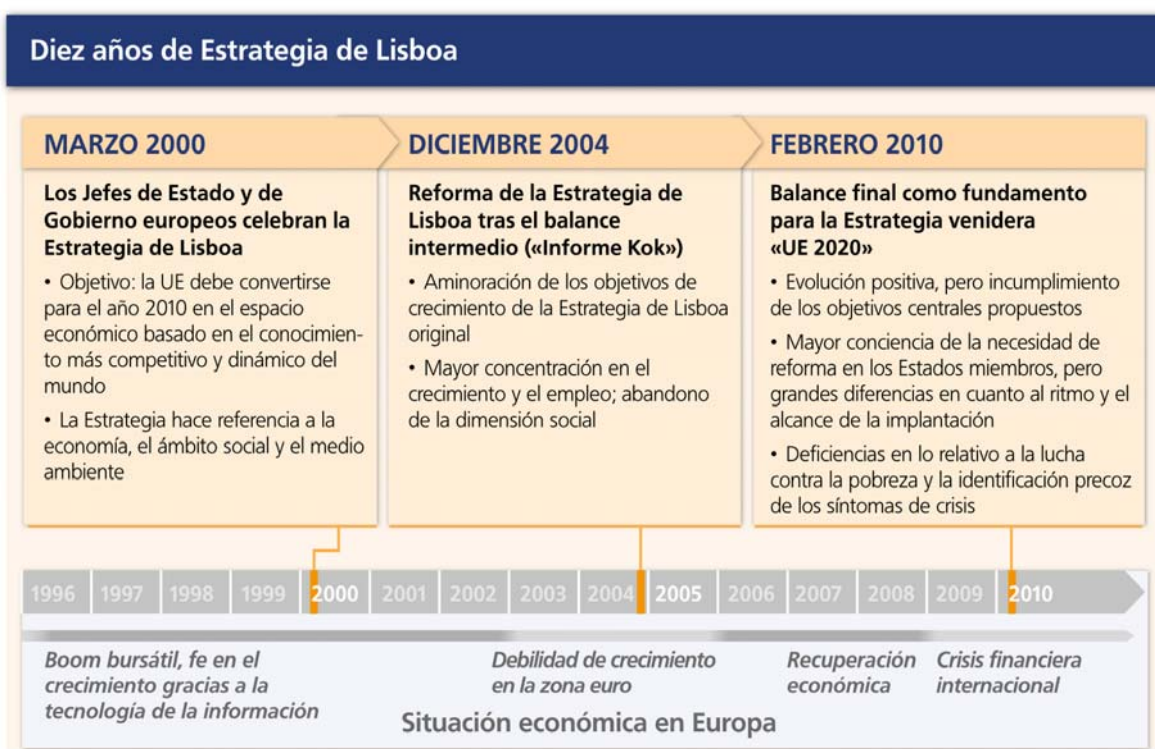 Diez años de Estrategia de Lisboa
MARZO 2000
Los Jefes de Estado y de
Gobierno europeos celebran la
Estrategia de Lisboa
• Objetivo: la UE debe convertirse
para el año 2010 en el espacio
económico basado en el conocimien-
to más competitivo y dinámico del
mundo
• La Estrategia hace referencia a la
economía, el ámbito social y el medio
ambiente
DICIEMBRE 2004
Reforma de la Estrategia de
Lisboa tras el balance
intermedio («Informe Kok»)
• Aminoración de los objetivos de
crecimiento de la Estrategia de Lisboa
original
• Mayor concentración en el
crecimiento y el empleo; abandono
de la dimensión social
FEBRERO 2010
Balance final como fundamento
para la Estrategia venidera
«UE 2020»
• Evolución positiva, pero incumplimiento
de los objetivos centrales propuestos
• Mayor conciencia de la necesidad de
reforma en los Estados miembros, pero
grandes diferencias en cuanto al ritmo y el
alcance de la implantación
• Deficiencias en lo relativo a la lucha
contra la pobreza y la identificación precoz
de los síntomas de crisis
1996 1997 1998 1999 2000 2001 2002 2003 2004 2005 2006 2007 2008 2009 2010
Boom bursátil, fe en el
crecimiento gracias a la
tecnología de la información
Debilidad de crecimiento
en la zona euro
Recuperación
económica
Crisis financiera
internacional
Situación económica en Europa